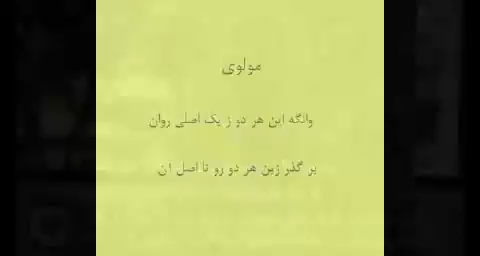 مولوی
وانگه این هر دو ز یک اصلی روان
بر گذر زین هر دو رو تا اصل ان